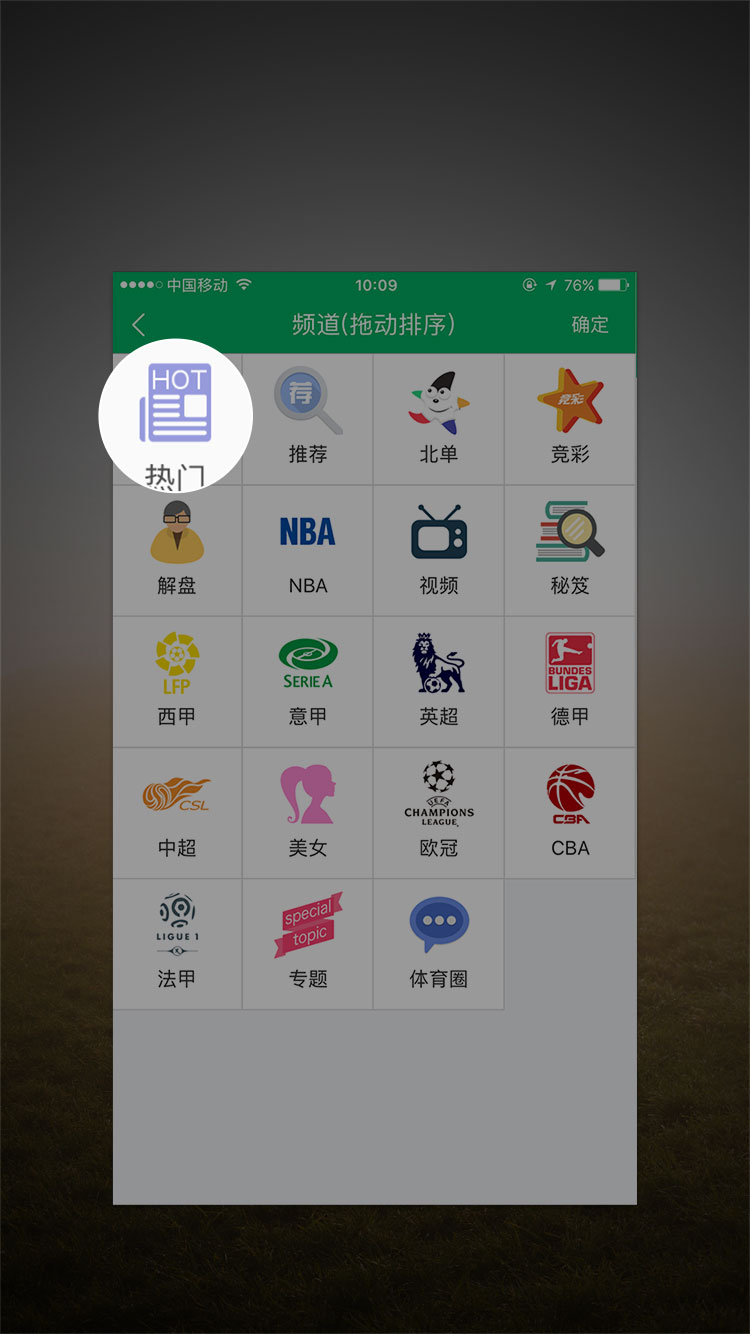 中国移动 10:09 76%
频道(拖动排序) 确定
HOT
热门
荐
推荐
北单
竞彩
竞彩
解盘
NBA
NBA
视频
秘笈
LFP
西甲
SERIE A
意甲
英超
BUNDES
LIGA
德甲
CSL
中超
美女
UEFA
CHAMPIONS
LEAGUE
欧冠
CBA
CBA
LIGUE 1
法甲
special
topic
专题
体育圈